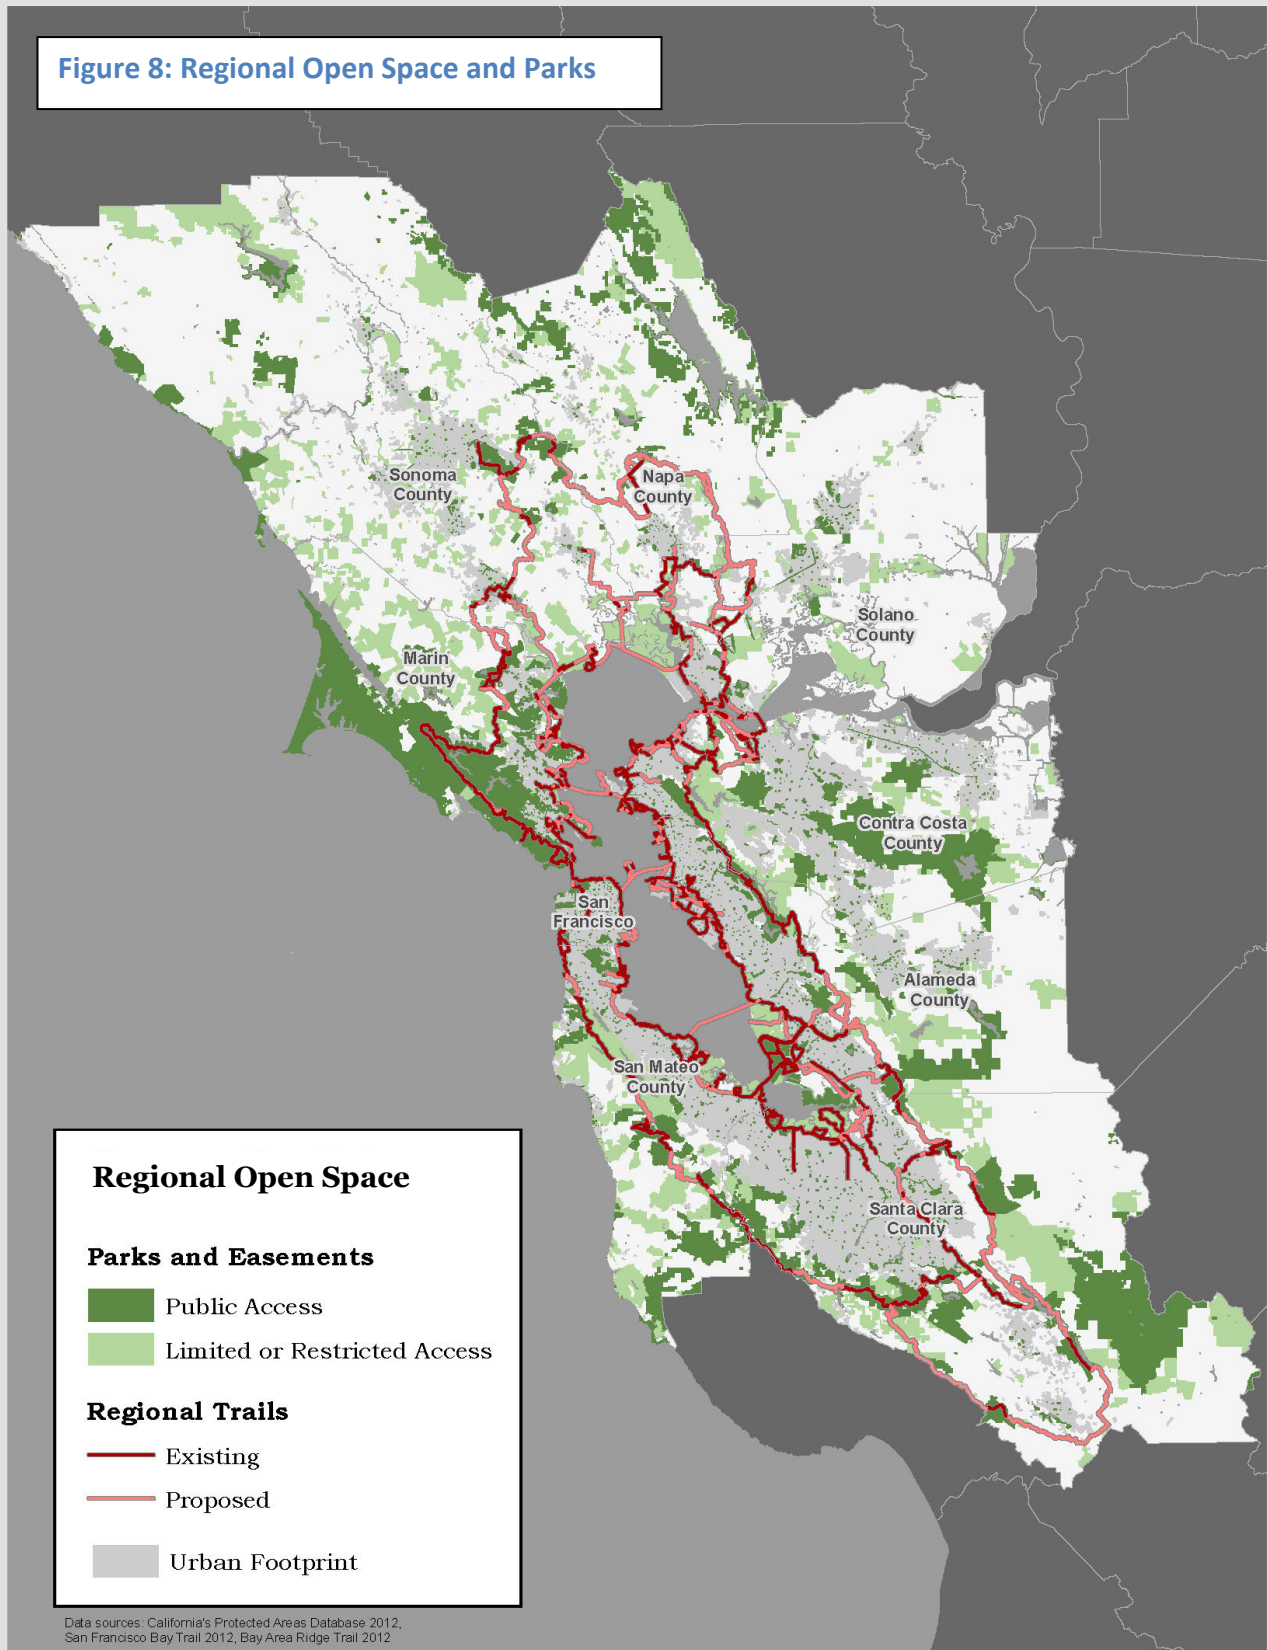 Figure 8: Regional Open Space and Parks
Sonoma
County
Napa
County
Solano
County
Marin
County
Contra Costa
County
San
Francisco
Alameda
County
San Mateo
County
Santa Clara
County
Regional Open Space
Parks and Easements
Public Access
Limited or Restricted Access
Regional Trails
Existing
Proposed
Urban Footprint
Data sources: California's Protected Areas Database 2012,
San Francisco Bay Trail 2012, Bay Area Ridge Trail 2012